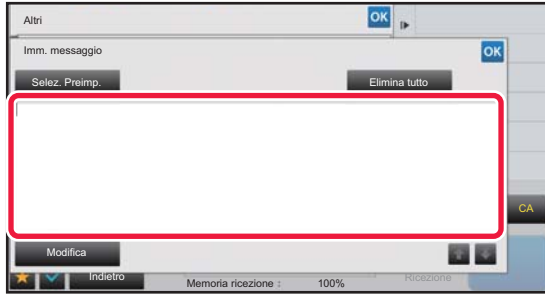 Altri OK
Imm. messaggio OK
Selez. Preimp. Elimina tutto
CA
Modifica
Indietro Ricezione
Memoria ricezione : 100%